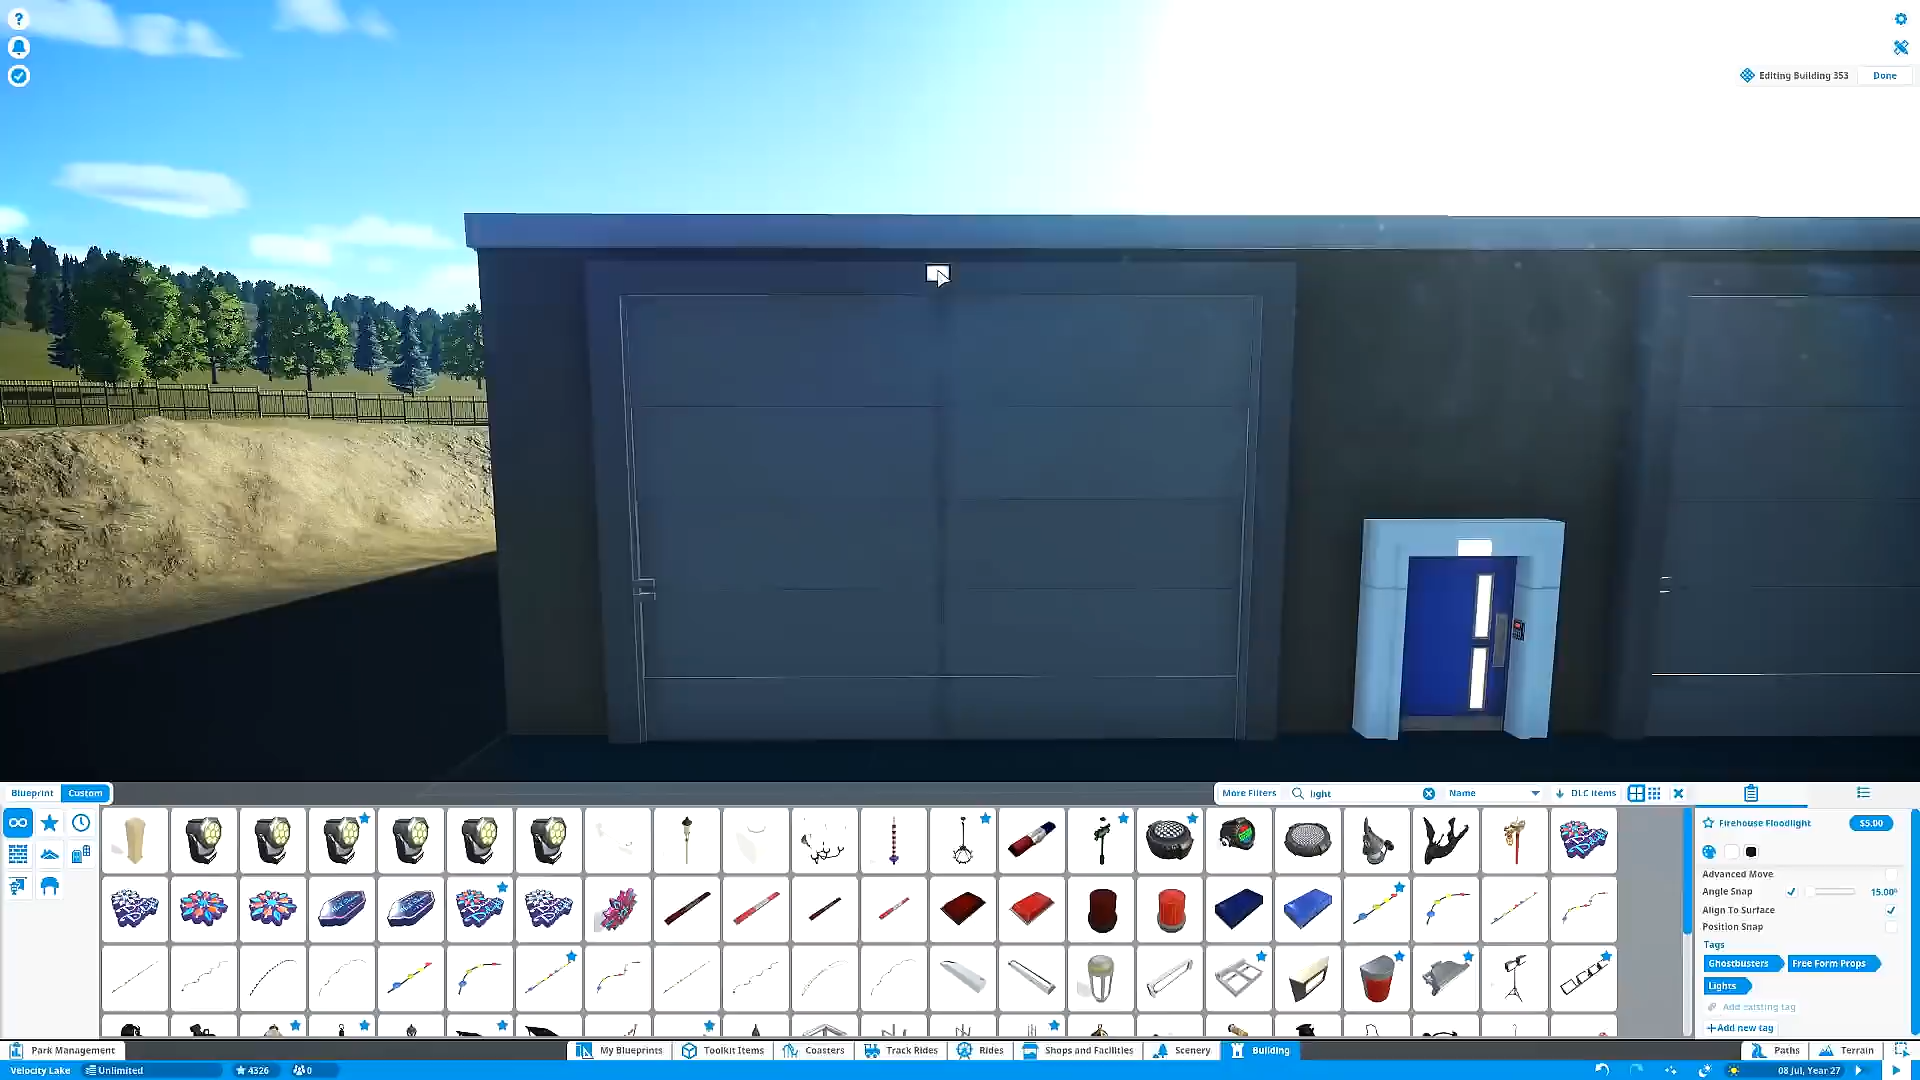 ?
Editing Building 353 Done
Blueprint Custom
More Filters light Name DLC Items
Firehouse Floodlight $5.00
Advanced Move
Angle Snap 15.00°
Align To Surface
Position Snap
Tags
Ghostbusters Free Form Props
Lights
Add existing tag
+Add new tag
Park Management My Blueprints Toolkit Items Coasters Track Rides Rides Shops and Facilities Scenery Building Paths Terrain
Velocity Lake Unlimited 4326 0 08 Jul, Year 27